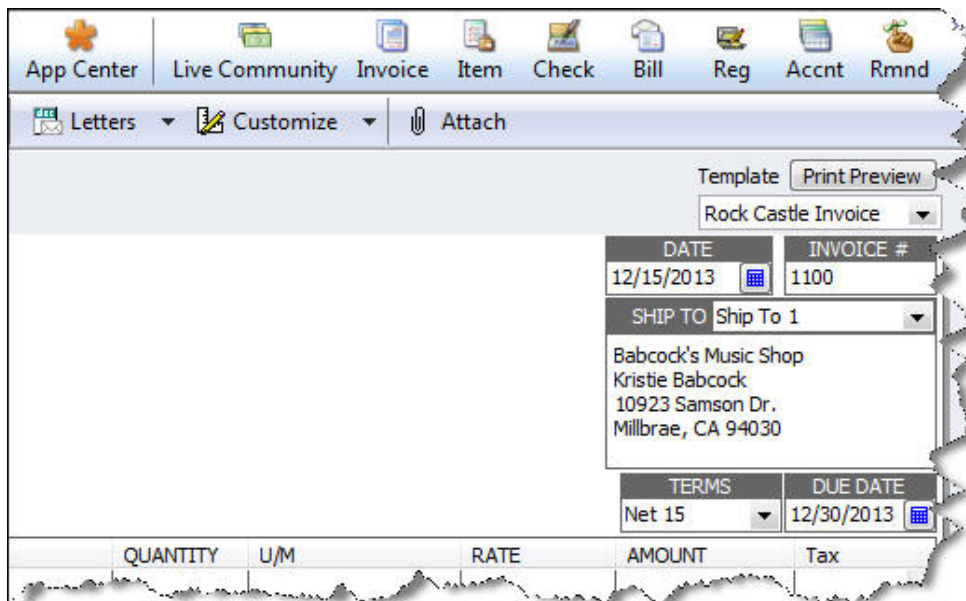 App Center Live Community Invoice Item Check Bill Reg Accnt Rmnd
Letters Customize Attach
Template Print Preview
Rock Castle Invoice
DATE INVOICE #
12/15/2013 1100
SHIP TO Ship To 1
Babcock's Music Shop
Kristie Babcock
10923 Samson Dr.
Millbrae, CA 94030
TERMS DUE DATE
Net 15 12/30/2013
QUANTITY U/M RATE AMOUNT Tax